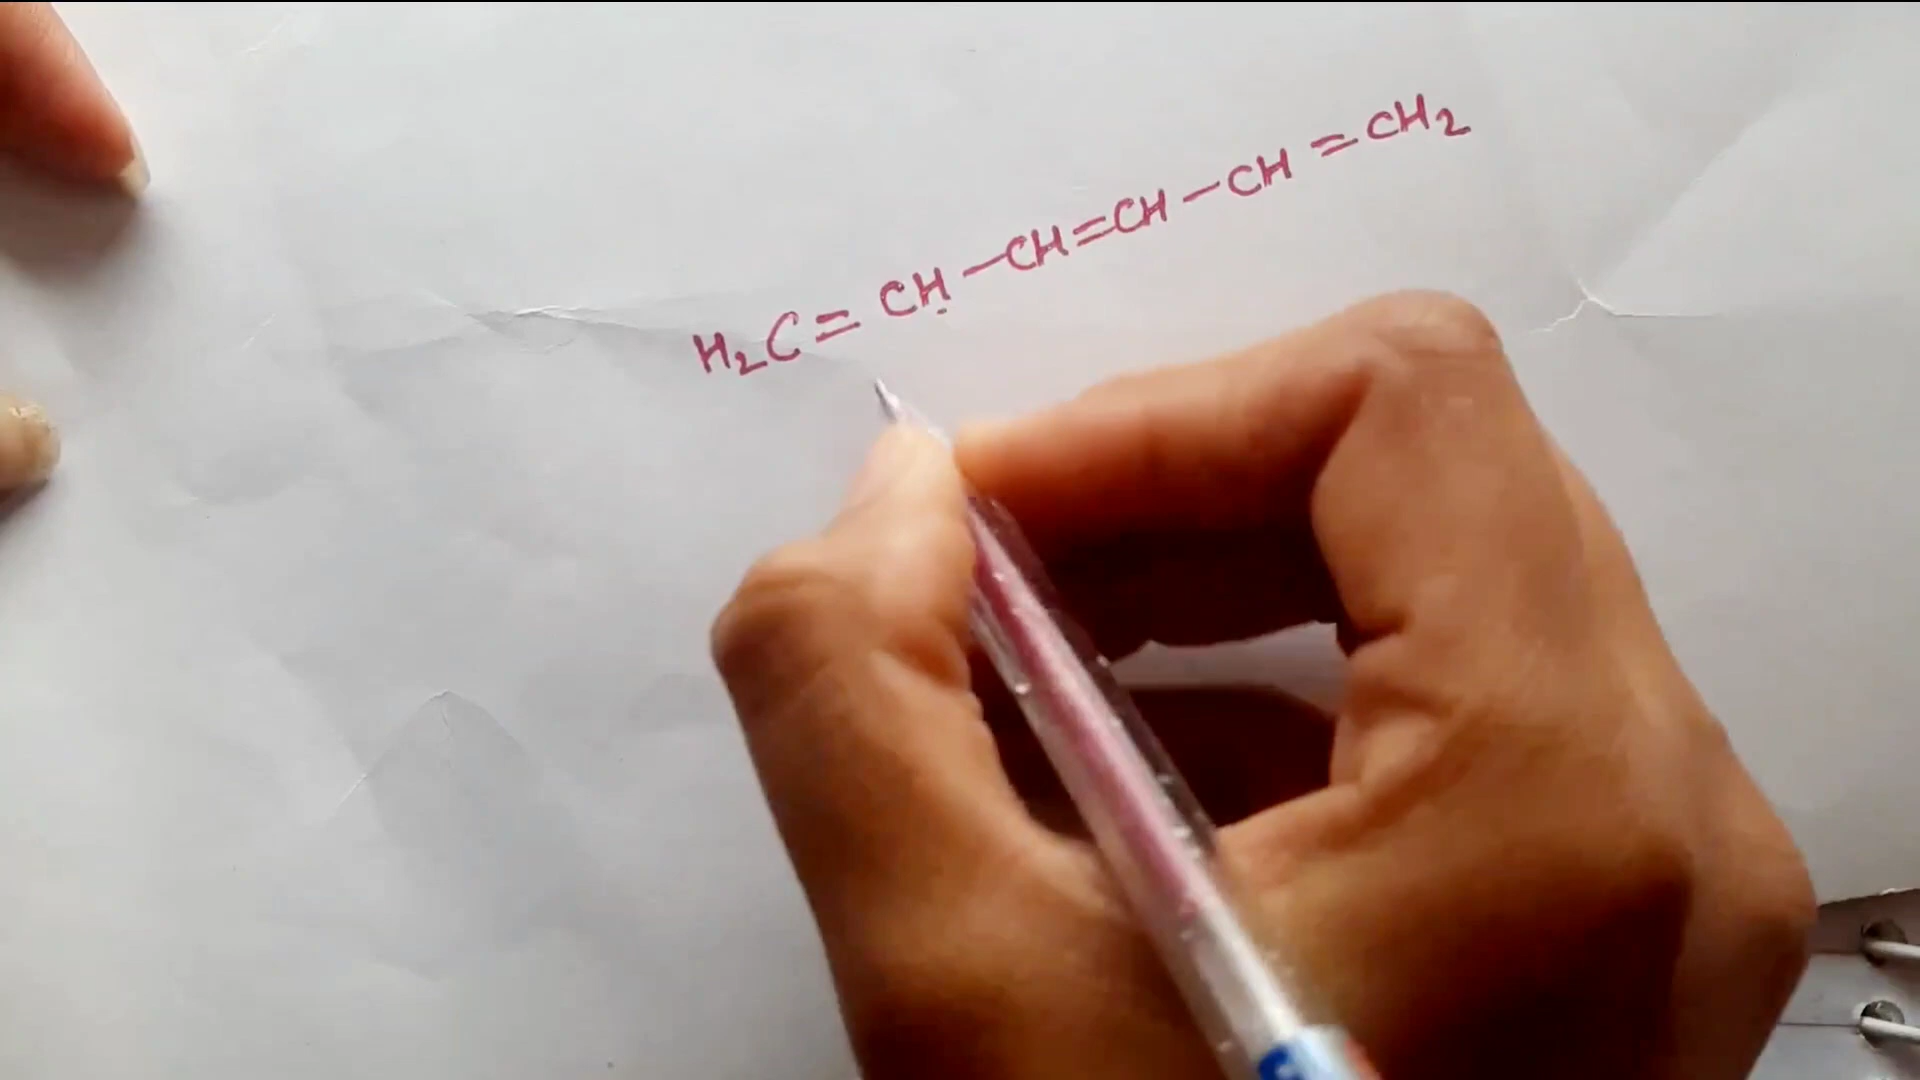 H₂C = CH – CH = CH – CH = CH₂